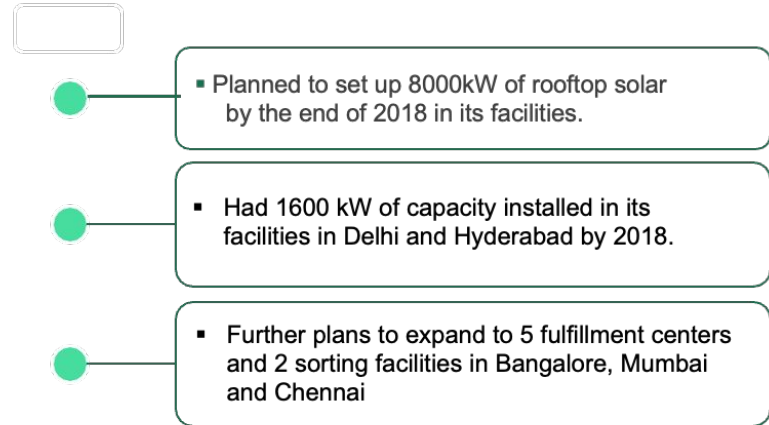 ▪ Planned to set up 8000kW of rooftop solar
by the end of 2018 in its facilities.
▪ Had 1600 kW of capacity installed in its
facilities in Delhi and Hyderabad by 2018.
▪ Further plans to expand to 5 fulfillment centers
and 2 sorting facilities in Bangalore, Mumbai
and Chennai